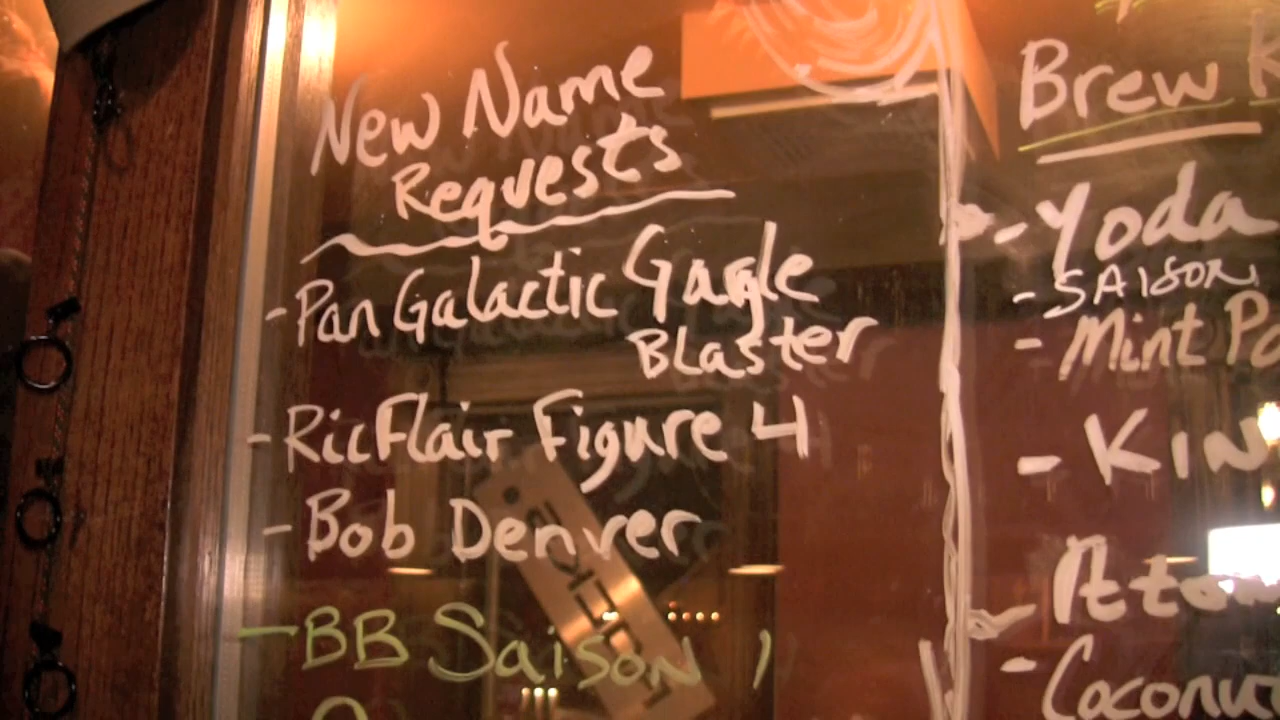 New Name
Requests
- Pan Galactic Gargle
Blaster
- Ric Flair Figure 4
- Bob Denver
- BB Saison
Brew
- Yoda
- SAISON
- Mint
- KIN
- Coconut